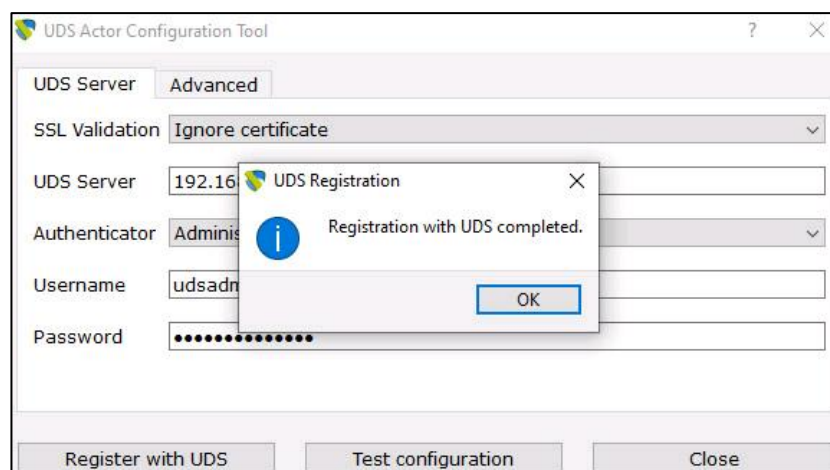 UDS Actor Configuration Tool ?
UDS Server Advanced
SSL Validation Ignore certificate
UDS Server 192.16
UDS Registration
Registration with UDS completed.
OK
Authenticator Adminis
Username udsadm
Password ••••••••••••••
Register with UDS Test configuration Close